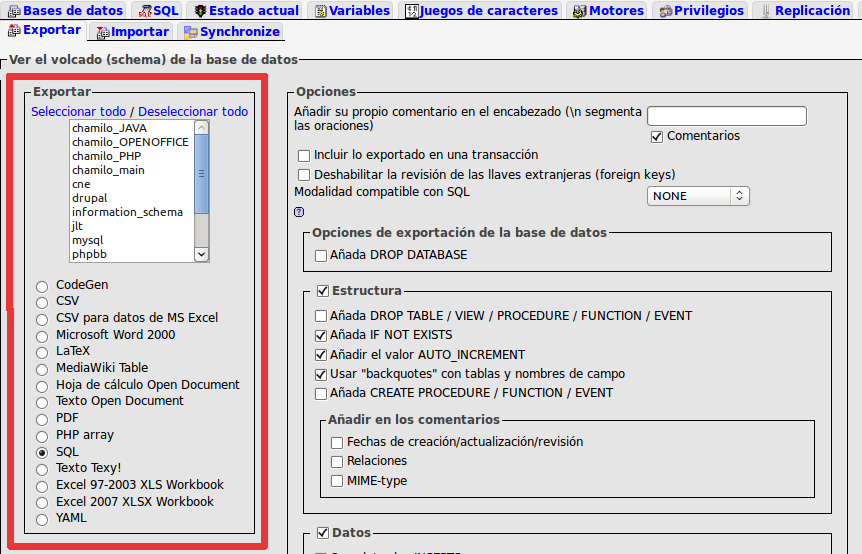 Bases de datos SQL Estado actual Variables Juegos de caracteres Motores Privilegios Replicación
Exportar Importar Synchronize
Ver el volcado (schema) de la base de datos
Exportar
Seleccionar todo / Deseleccionar todo
chamilo_JAVA
chamilo_OPENOFFICE
chamilo_PHP
chamilo_main
cne
drupal
information_schema
jlt
mysql
phpbb
CodeGen
CSV
CSV para datos de MS Excel
Microsoft Word 2000
LaTeX
MediaWiki Table
Hoja de cálculo Open Document
Texto Open Document
PDF
PHP array
SQL
Texto Texy!
Excel 97-2003 XLS Workbook
Excel 2007 XLSX Workbook
YAML
Opciones
Añadir su propio comentario en el encabezado (\n segmenta
las oraciones)
Comentarios
Incluir lo exportado en una transacción
Deshabilitar la revisión de las llaves extranjeras (foreign keys)
Modalidad compatible con SQL
NONE
Opciones de exportación de la base de datos
Añada DROP DATABASE
Estructura
Añada DROP TABLE / VIEW / PROCEDURE / FUNCTION / EVENT
Añada IF NOT EXISTS
Añadir el valor AUTO_INCREMENT
Usar "backquotes" con tablas y nombres de campo
Añada CREATE PROCEDURE / FUNCTION / EVENT
Añadir en los comentarios
Fechas de creación/actualización/revisión
Relaciones
MIME-type
Datos